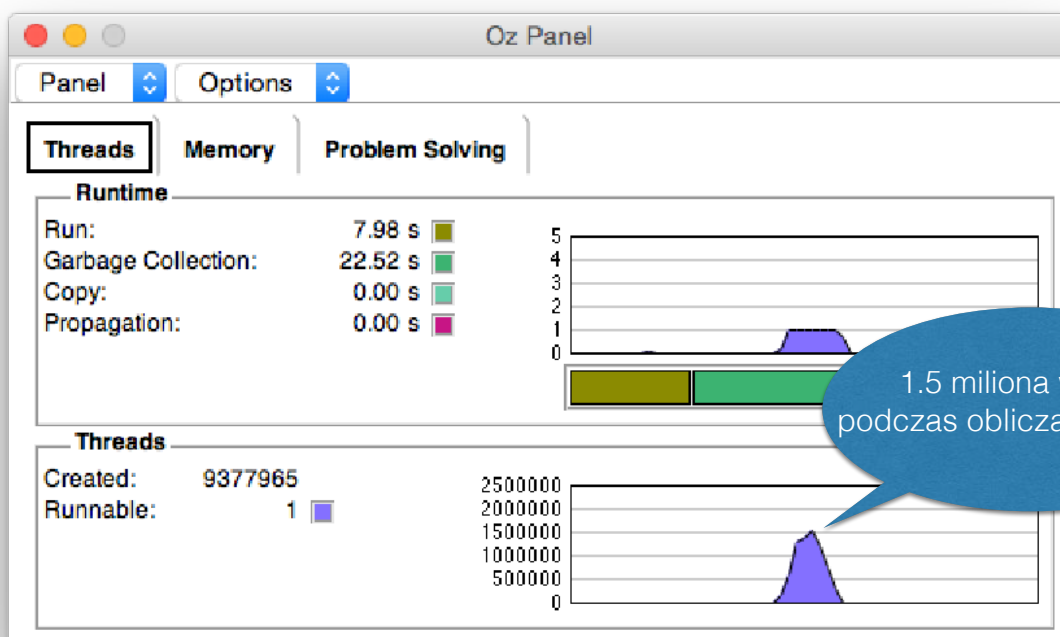 Oz Panel
Panel Options
Threads Memory Problem Solving
Runtime
Run: 7.98 s
Garbage Collection: 22.52 s
Copy: 0.00 s
Propagation: 0.00 s
5
4
3
2
1
0
1.5 miliona
podczas
Threads
Created: 9377965
Runnable: 1
2500000
2000000
1500000
1000000
500000
0